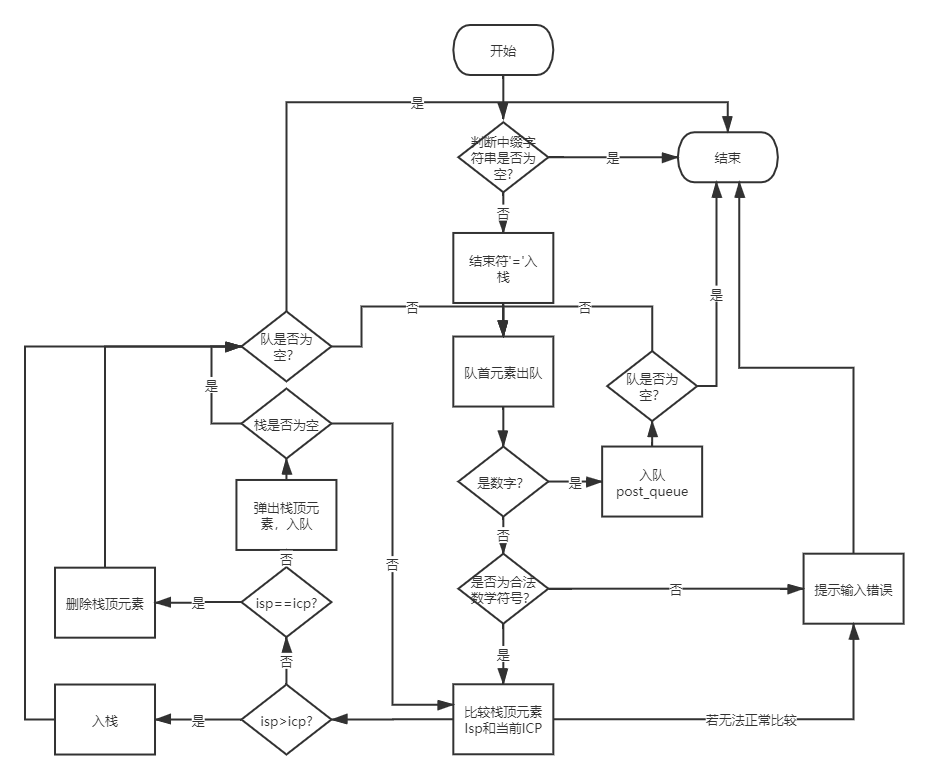 开始
是
判断中缀字
符串是否为
空?
是
结束
否
结束符'='入
栈
是
否
否
队是否为
空?
队首元素出队
队是否为
空?
是
栈是否为空
是数字?
是
入队
post_queue
弹出栈顶元
素，入队
否
否
否
是否为合法
数学符号?
否
提示输入错误
删除栈顶元素
是
isp==icp?
否
是
入栈
是
isp>icp?
比较栈顶元素
Isp和当前ICP
若无法正常比较